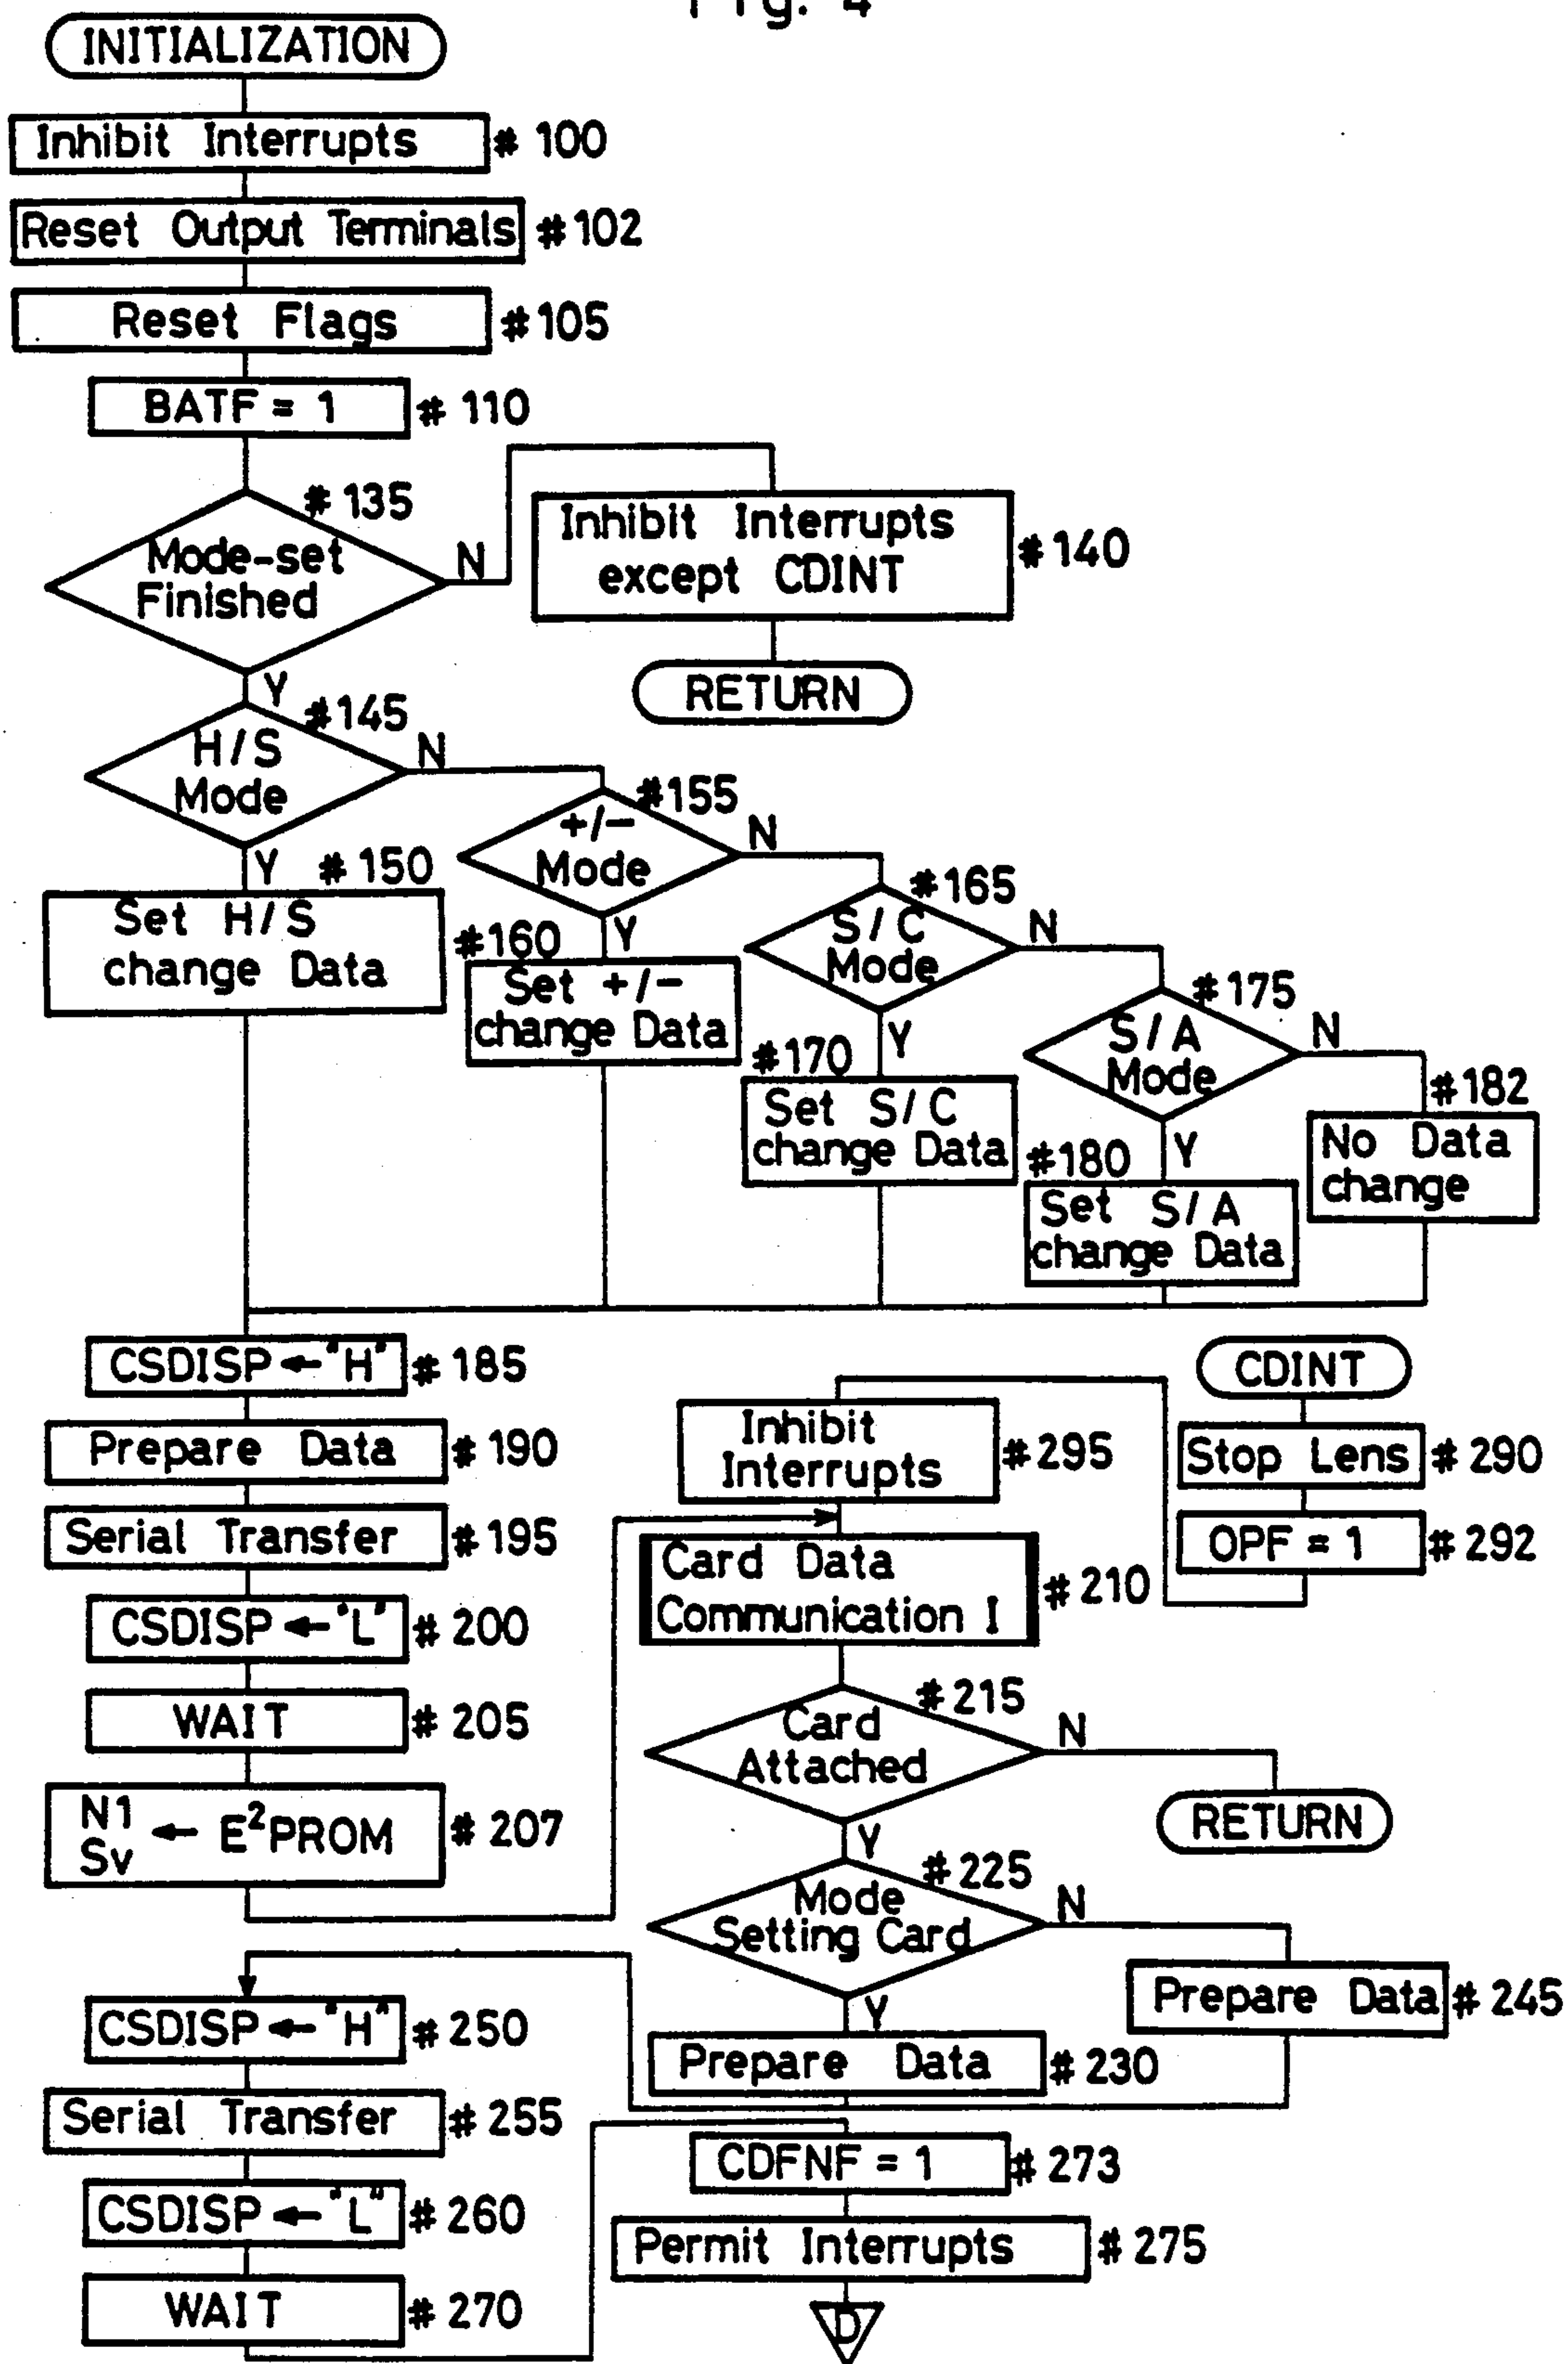 Fig. 4
INITIALIZATION
Inhibit Interrupts # 100
Reset Output Terminals # 102
Reset Flags # 105
BATF = 1 # 110
# 135
Mode-set
Finished
N
Y
Inhibit Interrupts
except CDINT
# 140
RETURN
# 145
H/S
Mode
N
Y
# 150
Set H/S
change Data
# 155
+/-
Mode
N
Y
# 160
Set +/-
change Data
# 165
S/C
Mode
N
Y
# 170
Set S/C
change Data
# 175
S/A
Mode
N
Y
# 180
Set S/A
change Data
# 182
No Data
change
CSDISP ← "H" # 185
Prepare Data # 190
Serial Transfer # 195
CSDISP ← "L" # 200
WAIT # 205
N1
Sv
← E²PROM # 207
CDINT
Stop Lens # 290
OPF = 1 # 292
Inhibit
Interrupts
# 295
Card Data
Communication I
# 210
# 215
Card
Attached
N
Y
RETURN
# 225
Mode
Setting Card
N
Y
Prepare Data # 245
Prepare Data # 230
CSDISP ← "H" # 250
Serial Transfer # 255
CSDISP ← "L" # 260
WAIT # 270
CDFNF = 1 # 273
Permit Interrupts # 275
D